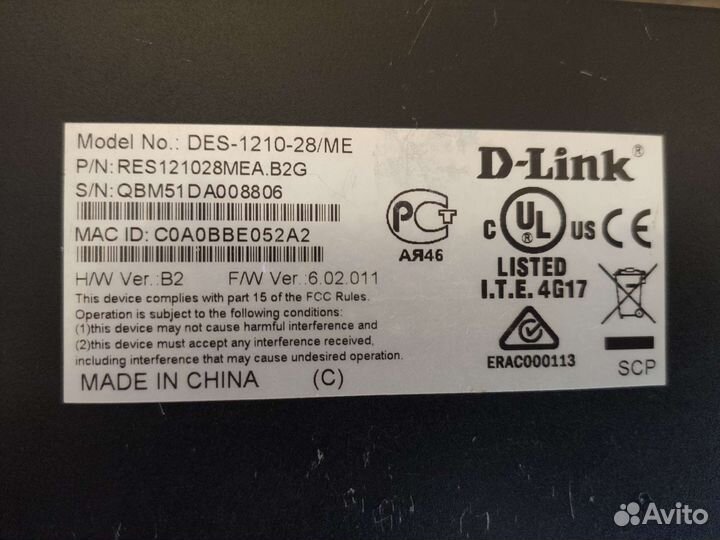 Model No.: DES-1210-28/ME
P/N: RES121028MEA.B2G
S/N: QBM51DA008806
MAC ID: C0A0BBE052A2
H/W Ver.:B2 F/W Ver.:6.02.011
This device complies with part 15 of the FCC Rules.
Operation is subject to the following conditions:
(1)this device may not cause harmful interference and
(2)this device must accept any interference received,
including interference that may cause undesired operation.
MADE IN CHINA (C)
D-Link®
РСТ
АЯ46
C UL® US CE
LISTED
I.T.E. 4G17
ERAC000113
SCP
Avito